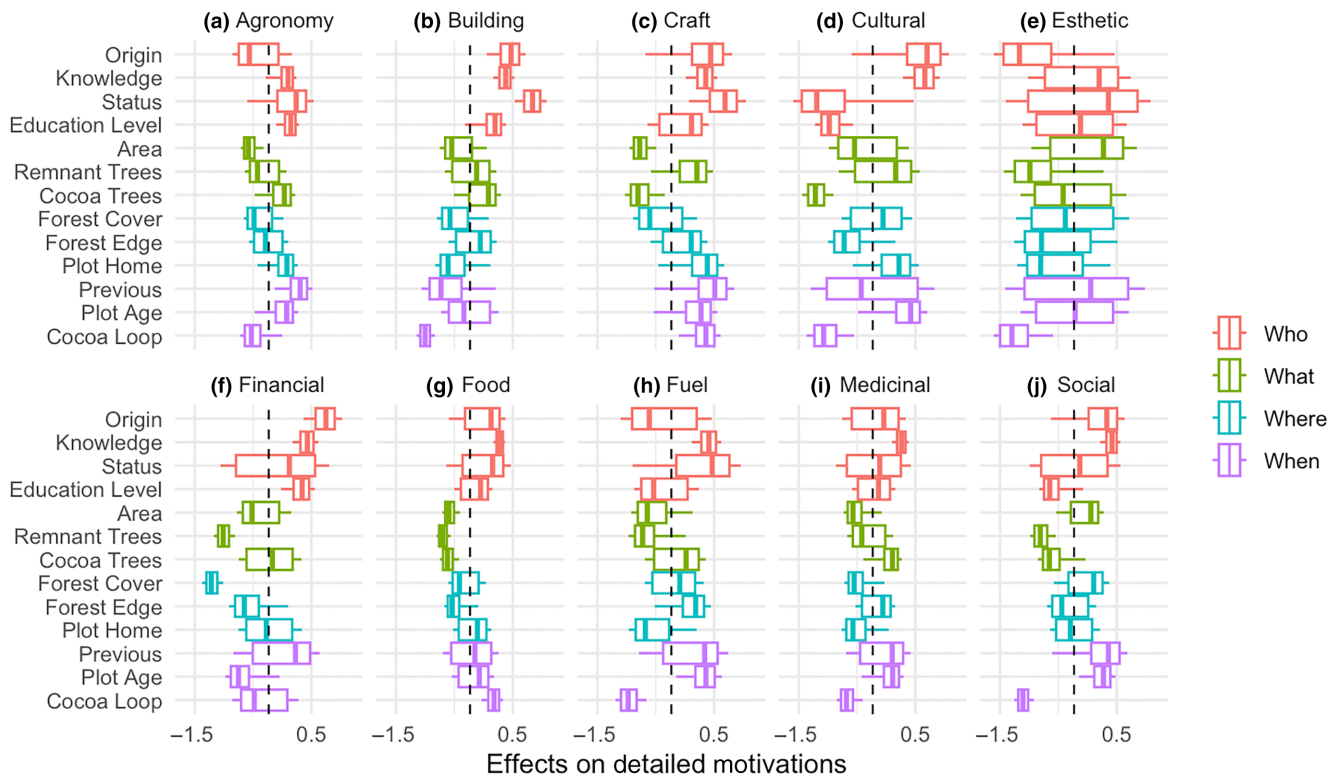 (a) Agronomy (b) Building (c) Craft (d) Cultural (e) Esthetic
Origin
Knowledge
Status
Education Level
Area
Remnant Trees
Cocoa Trees
Forest Cover
Forest Edge
Plot Home
Previous
Plot Age
Cocoa Loop
(f) Financial (g) Food (h) Fuel (i) Medicinal (j) Social
Origin
Knowledge
Status
Education Level
Area
Remnant Trees
Cocoa Trees
Forest Cover
Forest Edge
Plot Home
Previous
Plot Age
Cocoa Loop
−1.5 0.5 −1.5 0.5 −1.5 0.5 −1.5 0.5 −1.5 0.5
Effects on detailed motivations
Who
What
Where
When